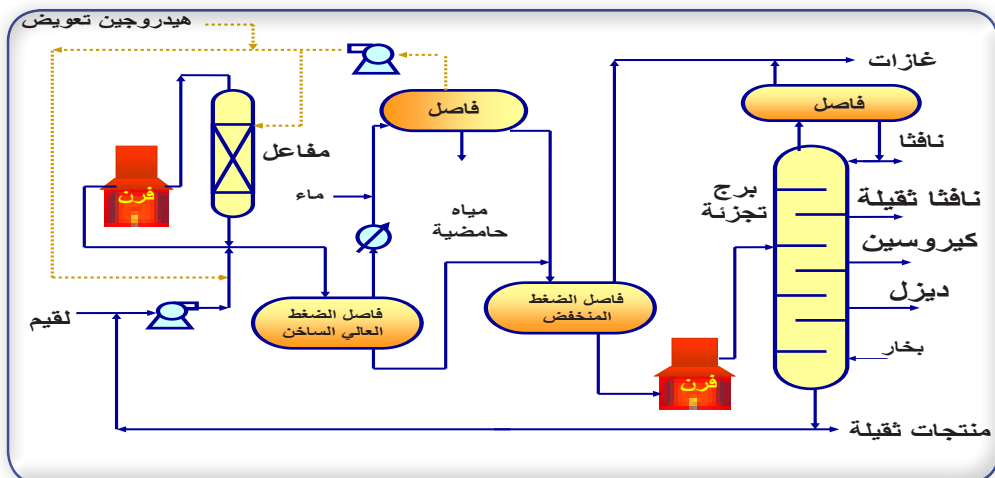 هيدروجين تعويض
غازات
فاصل
فاصل
نافثا
مفاعل
فرن
ماء
برج
تجزئة
نافثا ثقيلة
مياه
حامضية
كيروسين
فاصل الضغط
العالي الساخن
فاصل الضغط
المنخفض
ديزل
لقيم
بخار
فرن
منتجات ثقيلة